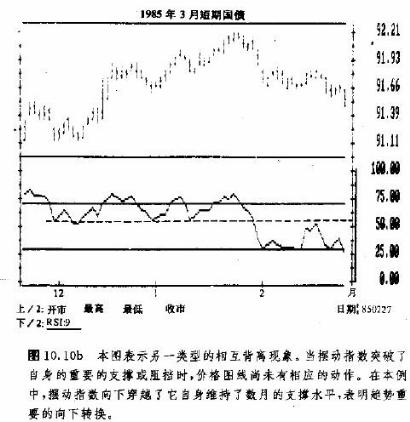 1985 年 3 月短期国债
92.21
91.93
91.66
91.39
91.11
100.00
75.00
50.00
25.00
0.00
12 1 2 月
上/2: 开市 最高 最低 收市 日期: 850227
下/2: RSI:9
图 10.10b 本图表示另一类型的相互背离现象。当摆动指数突破了
自身的重要的支撑或阻挡时，价格图线尚未有相应的动作。在本例
中，摆动指数向下穿越了它自身维持了数月的支撑水平，表明趋势重
要的向下转换。